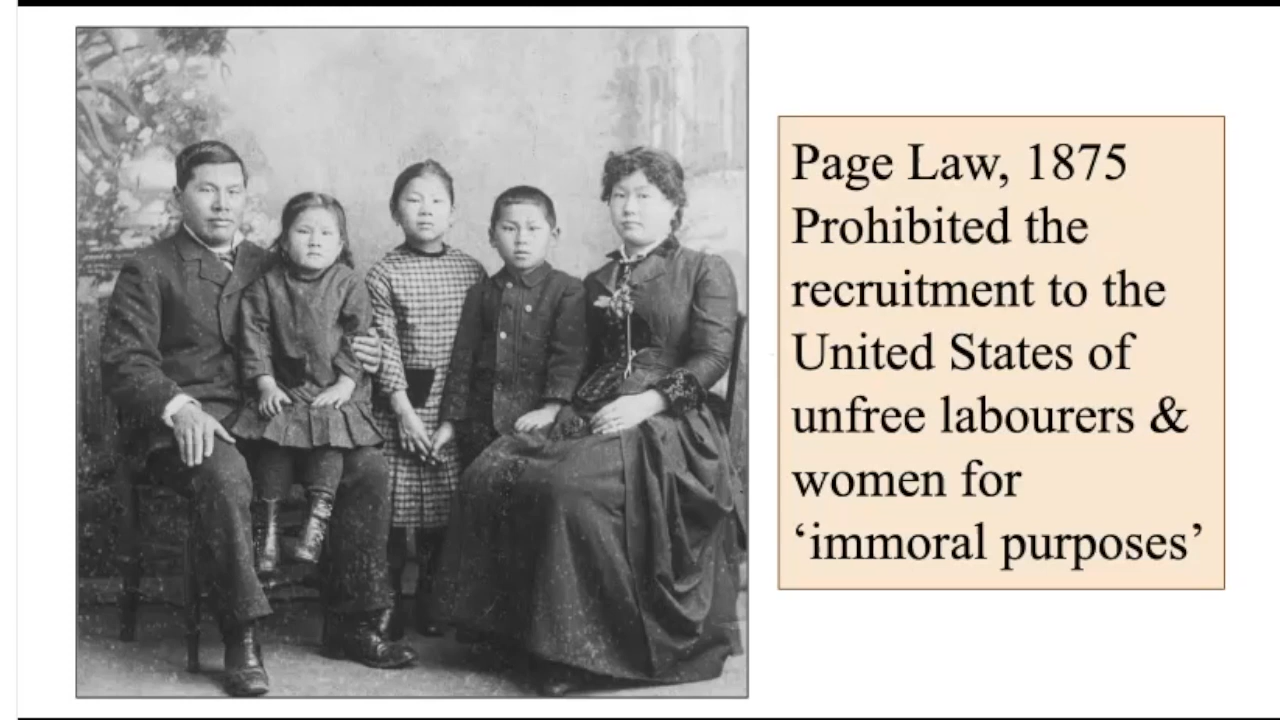 Page Law, 1875
Prohibited the
recruitment to the
United States of
unfree labourers &
women for
‘immoral purposes’